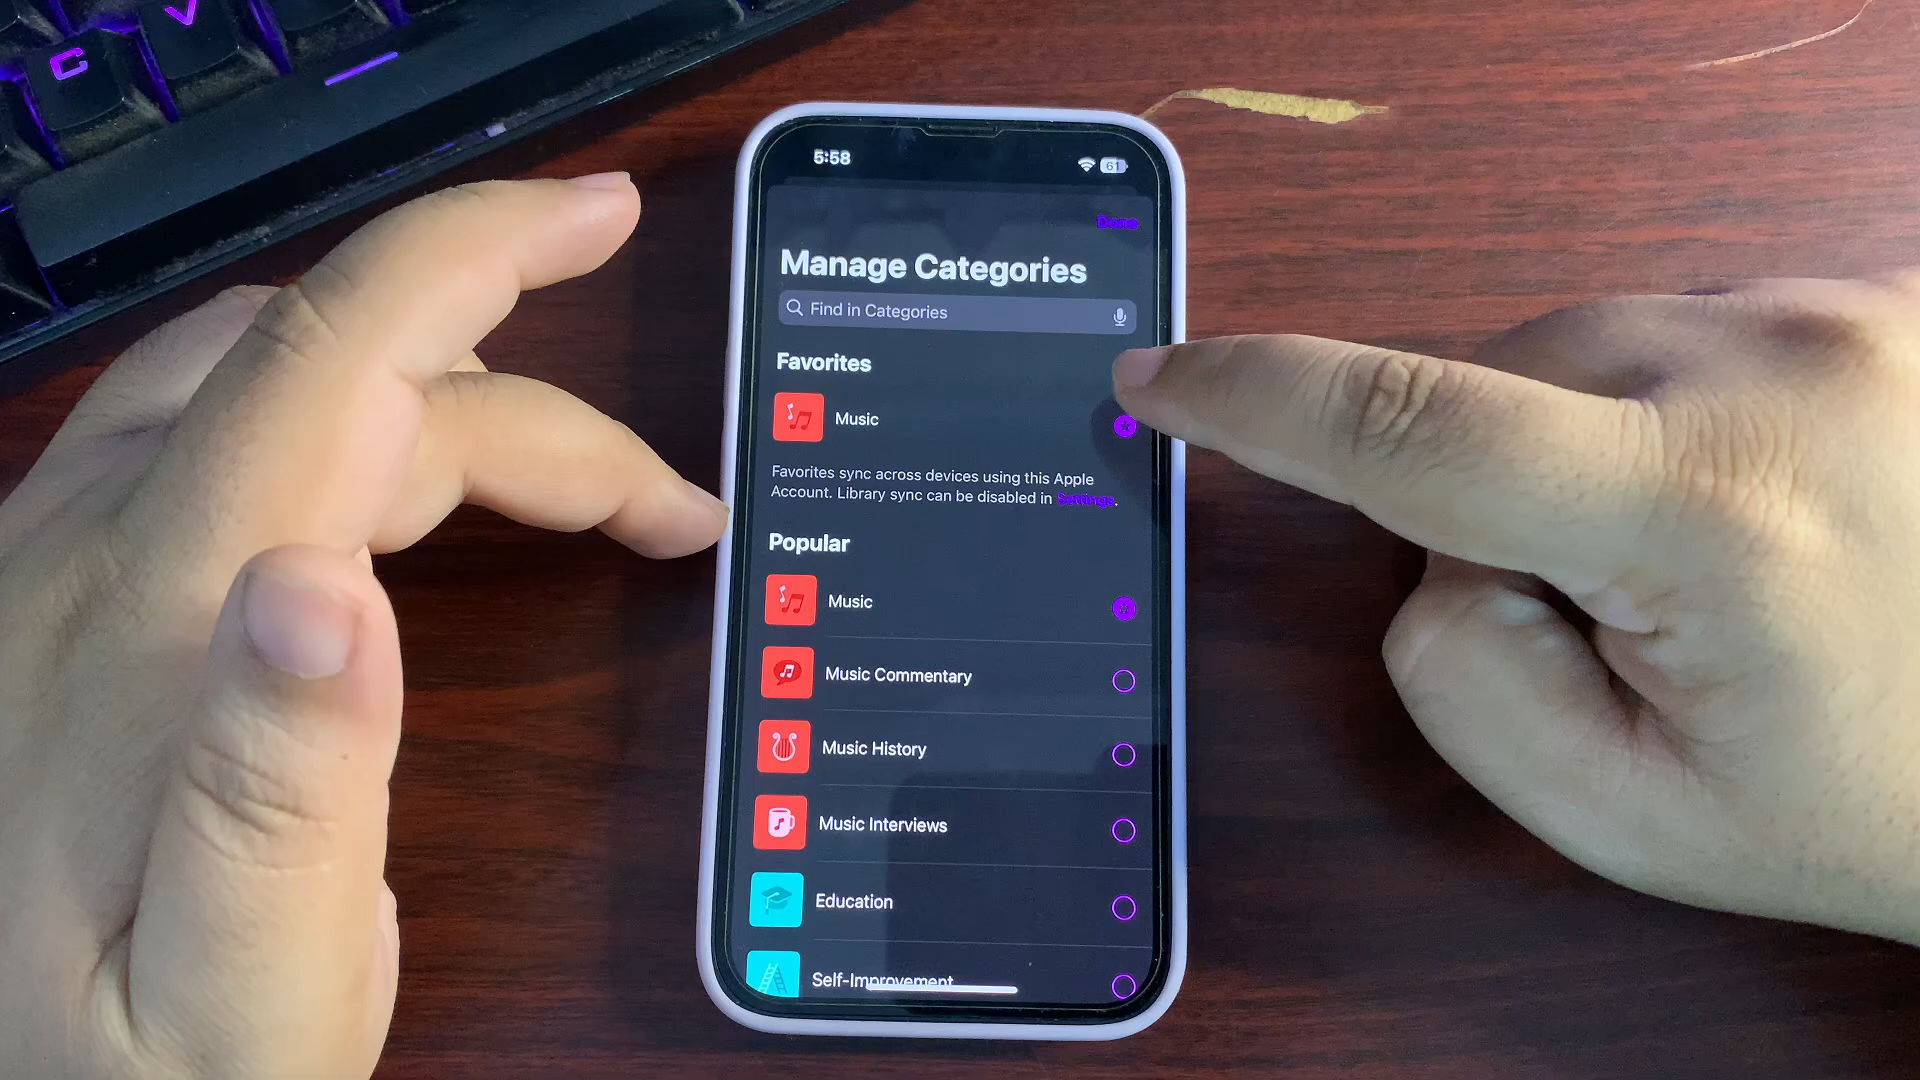 C
V
5:58
61
Done
Manage Categories
Find in Categories
Favorites
Music
Favorites sync across devices using this Apple
Account. Library sync can be disabled in Settings.
Popular
Music
Music Commentary
Music History
Music Interviews
Education
Self-Improvement